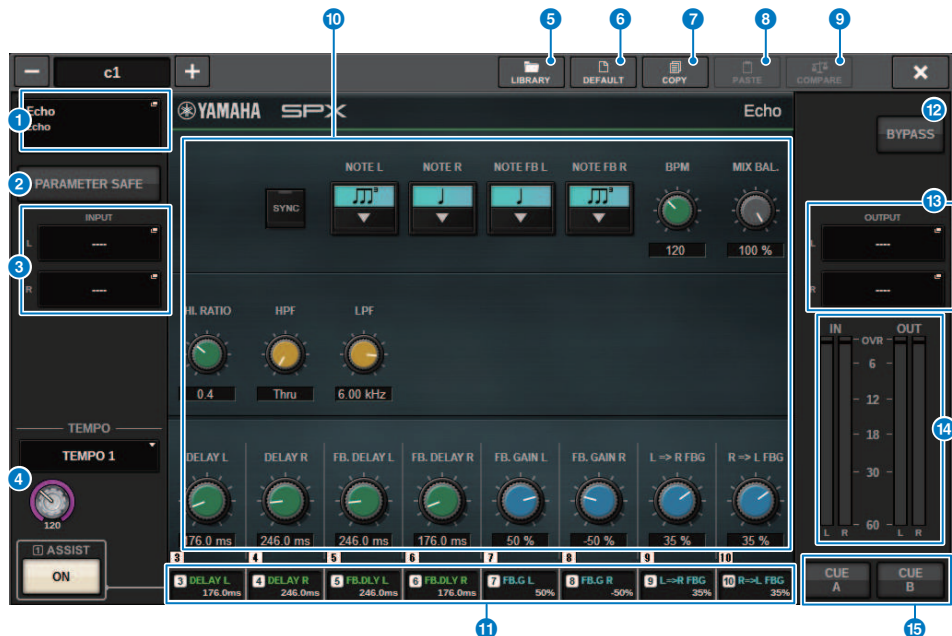 10 5 6 7 8 9
− c1 + LIBRARY DEFAULT COPY PASTE COMPARE ×
1 Echo
Echo
YAMAHA SPX Echo
12 BYPASS
2 PARAMETER SAFE
NOTE L NOTE R NOTE FB L NOTE FB R BPM MIX BAL.
SYNC 3 3
120 100 %
3 INPUT
L ----
R ----
13 OUTPUT
L ----
R ----
HI. RATIO HPF LPF
0.4 Thru 6.00 kHz
IN OUT
OVR
6
12
18
30
60
L R L R
14
TEMPO
4 TEMPO 1
120
DELAY L DELAY R FB. DELAY L FB. DELAY R FB. GAIN L FB. GAIN R L => R FBG R => L FBG
176.0 ms 246.0 ms 246.0 ms 176.0 ms 50 % -50 % 35 % 35 %
3 4 5 6 7 8 9 10
1 ASSIST
ON
3 DELAY L 4 DELAY R 5 FB.DLY L 6 FB.DLY R 7 FB.G L 8 FB.G R 9 L=>R FBG 10 R=>L FBG
176.0ms 246.0ms 246.0ms 176.0ms 50% -50% 35% 35%
CUE A CUE B
11 15